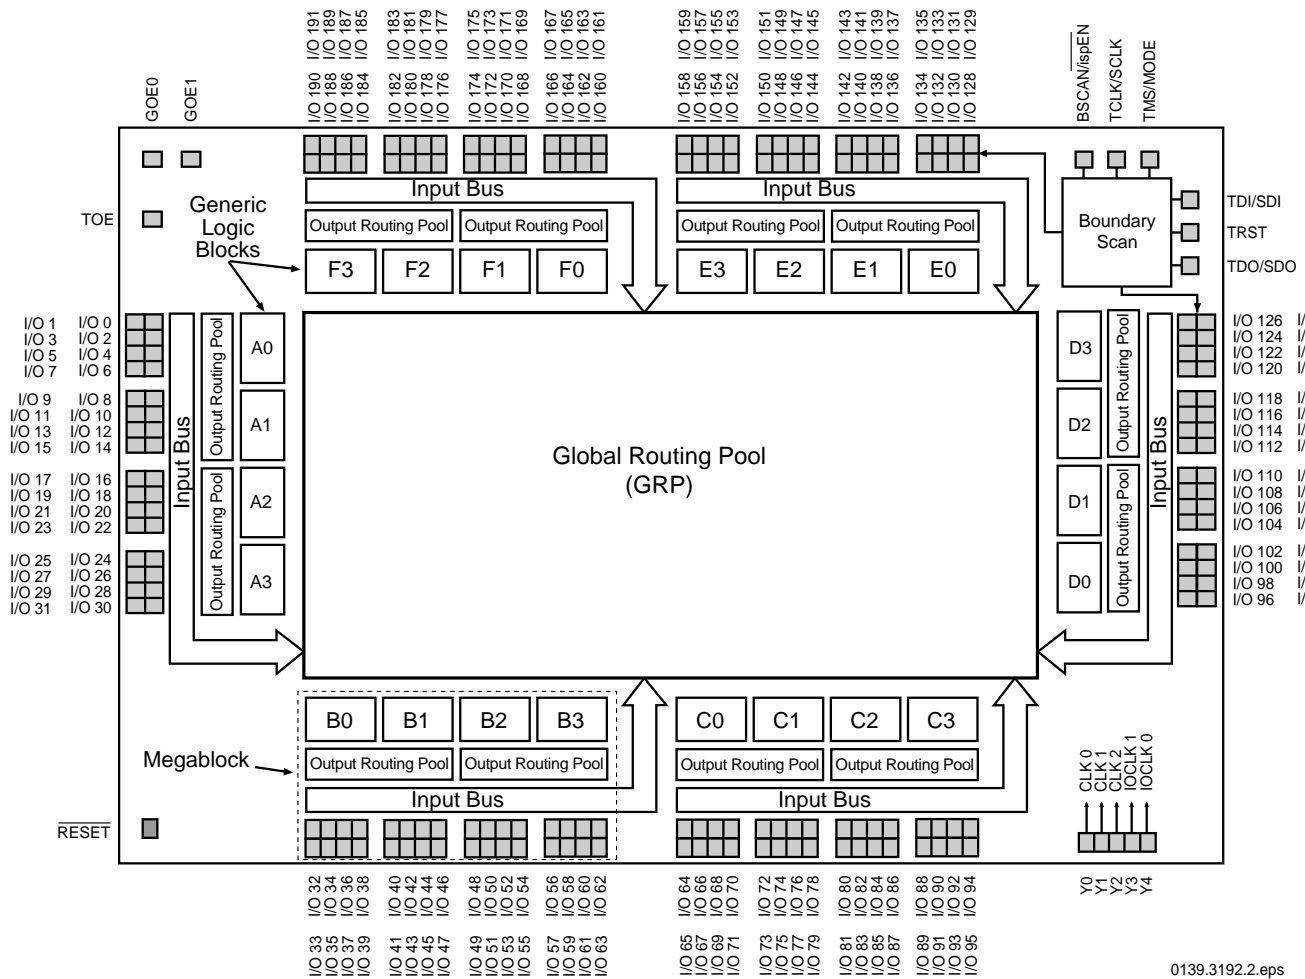 I/O 191
I/O 189
I/O 187
I/O 185
I/O 183
I/O 181
I/O 179
I/O 177
I/O 175
I/O 173
I/O 171
I/O 169
I/O 167
I/O 165
I/O 163
I/O 161
I/O 159
I/O 157
I/O 155
I/O 153
I/O 151
I/O 149
I/O 147
I/O 145
I/O 143
I/O 141
I/O 139
I/O 137
I/O 135
I/O 133
I/O 131
I/O 129
I/O 190
I/O 188
I/O 186
I/O 184
I/O 182
I/O 180
I/O 178
I/O 176
I/O 174
I/O 172
I/O 170
I/O 168
I/O 166
I/O 164
I/O 162
I/O 160
I/O 158
I/O 156
I/O 154
I/O 152
I/O 150
I/O 148
I/O 146
I/O 144
I/O 142
I/O 140
I/O 138
I/O 136
I/O 134
I/O 132
I/O 130
I/O 128
GOE0
GOE1
BSCAN/ispEN
TCLK/SCLK
TMS/MODE
TOE
Generic
Logic
Blocks
Input Bus
Input Bus
Output Routing Pool
Output Routing Pool
Output Routing Pool
Output Routing Pool
F3
F2
F1
F0
E3
E2
E1
E0
Boundary
Scan
TDI/SDI
TRST
TDO/SDO
I/O 1 I/O 0
I/O 3 I/O 2
I/O 5 I/O 4
I/O 7 I/O 6
I/O 9 I/O 8
I/O 11 I/O 10
I/O 13 I/O 12
I/O 15 I/O 14
I/O 17 I/O 16
I/O 19 I/O 18
I/O 21 I/O 20
I/O 23 I/O 22
I/O 25 I/O 24
I/O 27 I/O 26
I/O 29 I/O 28
I/O 31 I/O 30
Input Bus
Output Routing Pool
Output Routing Pool
A0
A1
A2
A3
Global Routing Pool
(GRP)
D3
D2
D1
D0
Output Routing Pool
Output Routing Pool
Input Bus
I/O 126 I/
I/O 124 I/
I/O 122 I/
I/O 120 I/
I/O 118 I/
I/O 116 I/
I/O 114 I/
I/O 112 I/
I/O 110 I/
I/O 108 I/
I/O 106 I/
I/O 104 I/
I/O 102 I/
I/O 100 I/
I/O 98 I/
I/O 96 I/
B0
B1
B2
B3
C0
C1
C2
C3
Megablock
Output Routing Pool
Output Routing Pool
Output Routing Pool
Output Routing Pool
Input Bus
Input Bus
CLK 0
CLK 1
CLK 2
IOCLK 1
IOCLK 0
RESET
Y0
Y1
Y2
Y3
Y4
I/O 32
I/O 34
I/O 36
I/O 38
I/O 40
I/O 42
I/O 44
I/O 46
I/O 48
I/O 50
I/O 52
I/O 54
I/O 56
I/O 58
I/O 60
I/O 62
I/O 64
I/O 66
I/O 68
I/O 70
I/O 72
I/O 74
I/O 76
I/O 78
I/O 80
I/O 82
I/O 84
I/O 86
I/O 88
I/O 90
I/O 92
I/O 94
I/O 33
I/O 35
I/O 37
I/O 39
I/O 41
I/O 43
I/O 45
I/O 47
I/O 49
I/O 51
I/O 53
I/O 55
I/O 57
I/O 59
I/O 61
I/O 63
I/O 65
I/O 67
I/O 69
I/O 71
I/O 73
I/O 75
I/O 77
I/O 79
I/O 81
I/O 83
I/O 85
I/O 87
I/O 89
I/O 91
I/O 93
I/O 95
0139.3192.2.eps